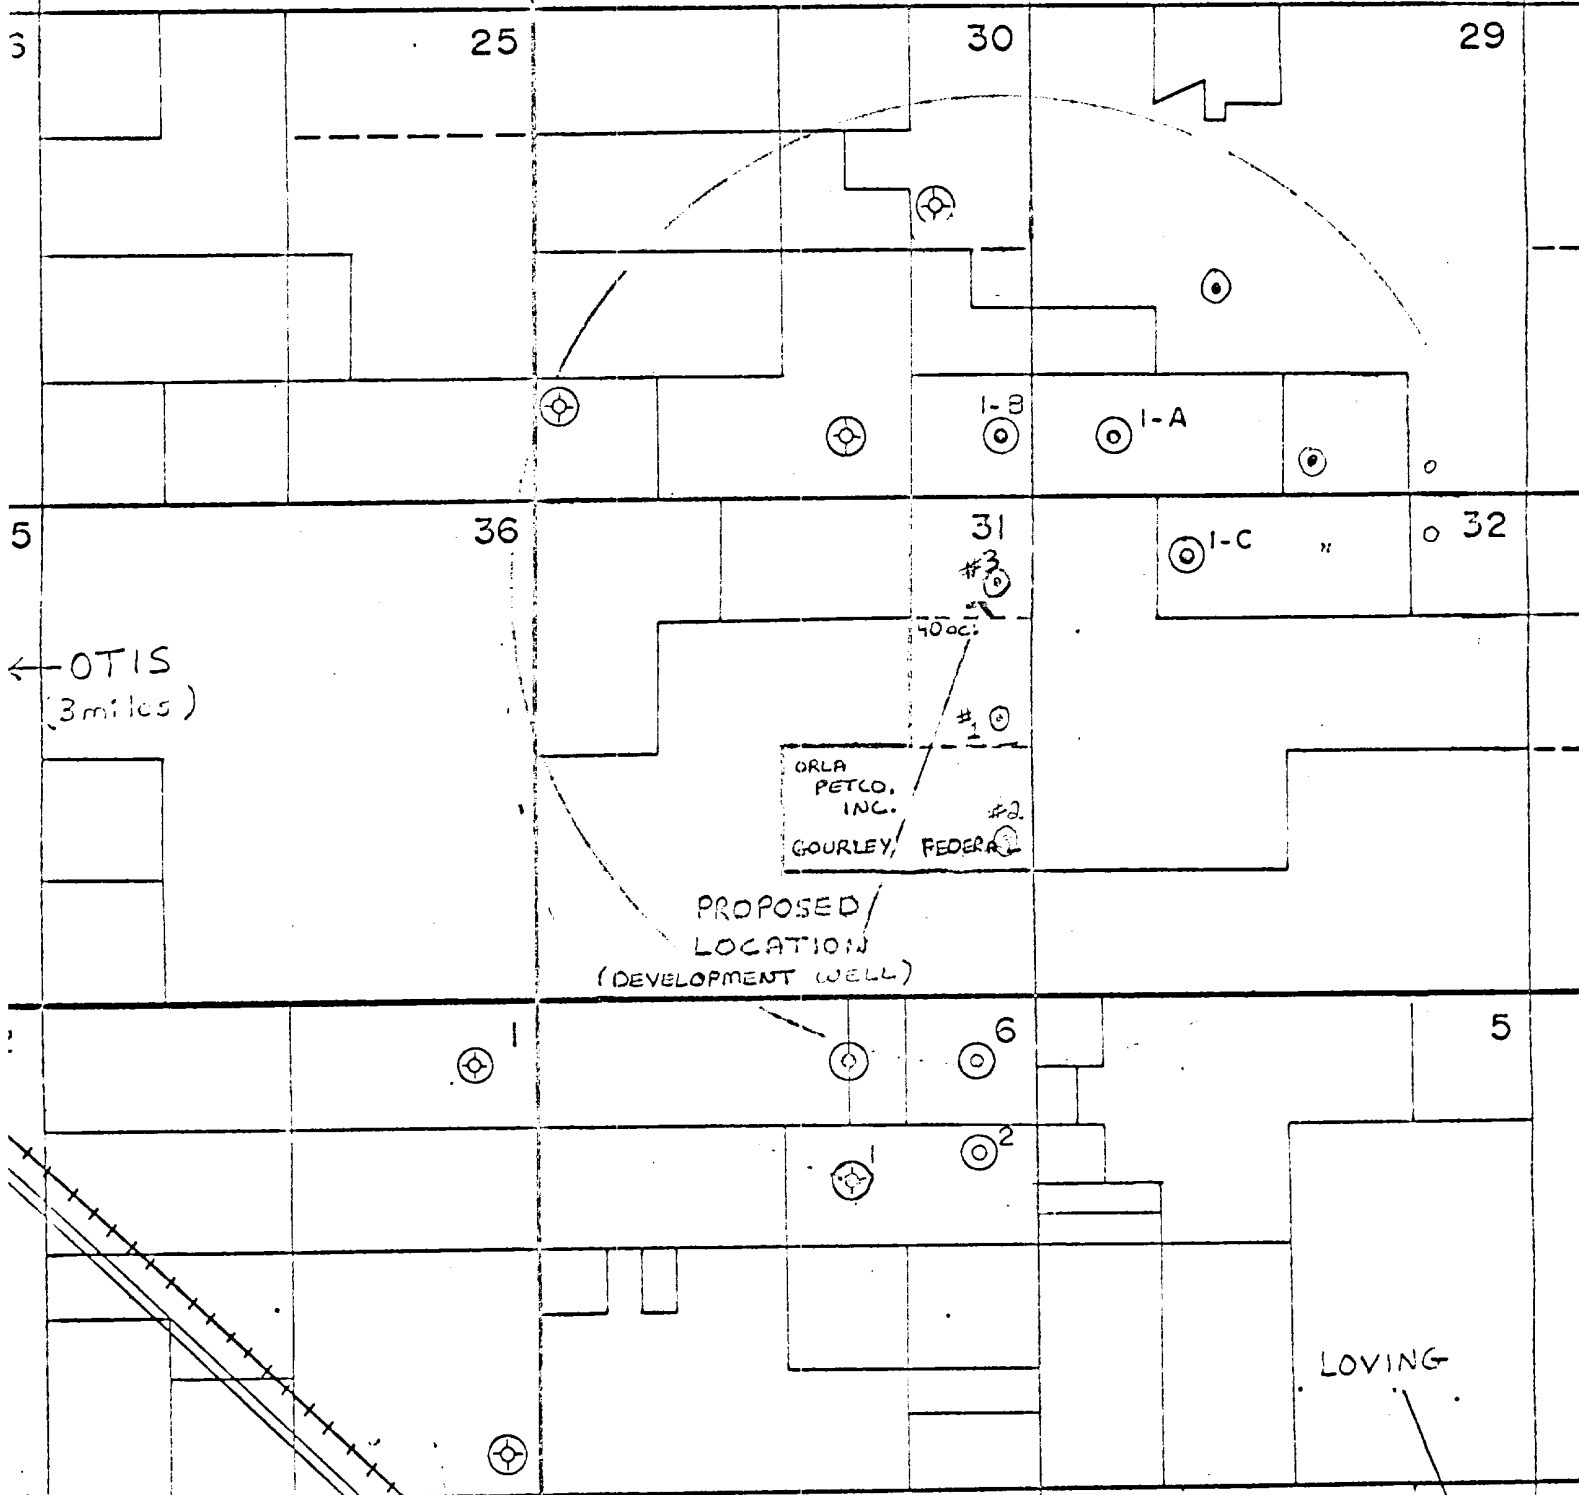 25
30
29
1-B
1-A
5
36
31
32
#3
1-C
40 ac.
← OTIS
(3 miles)
#1
ORLA
PETCO,
INC.
#2
GOURLEY FEDERAL
PROPOSED
LOCATION
(DEVELOPMENT WELL)
1
6
5
2
1
LOVING